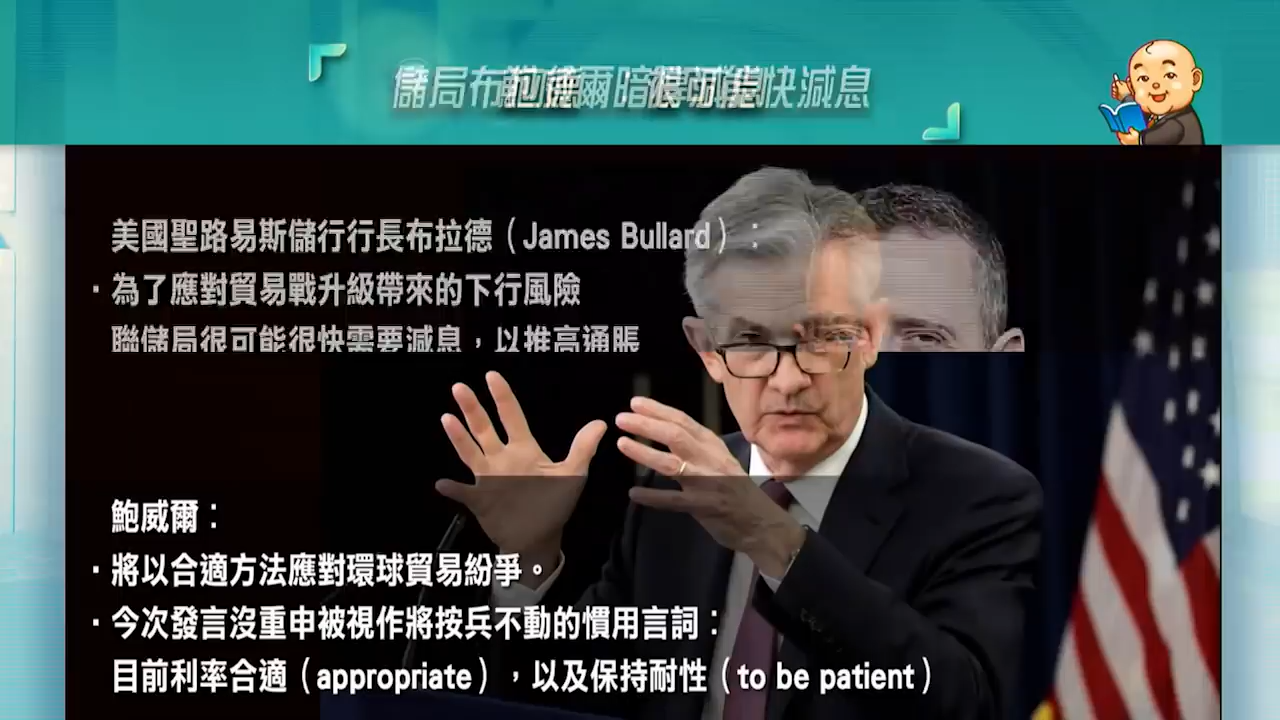 美國聖路易斯儲行行長布拉德（James Bullard）：
·為了應對貿易戰升級帶來的下行風險
聯儲局很可能很快需要減息，以推高通脹
鮑威爾：
·將以合適方法應對環球貿易紛爭。
·今次發言沒重申被視作將按兵不動的慣用言詞：
目前利率合適（appropriate），以及保持耐性（to be patient）